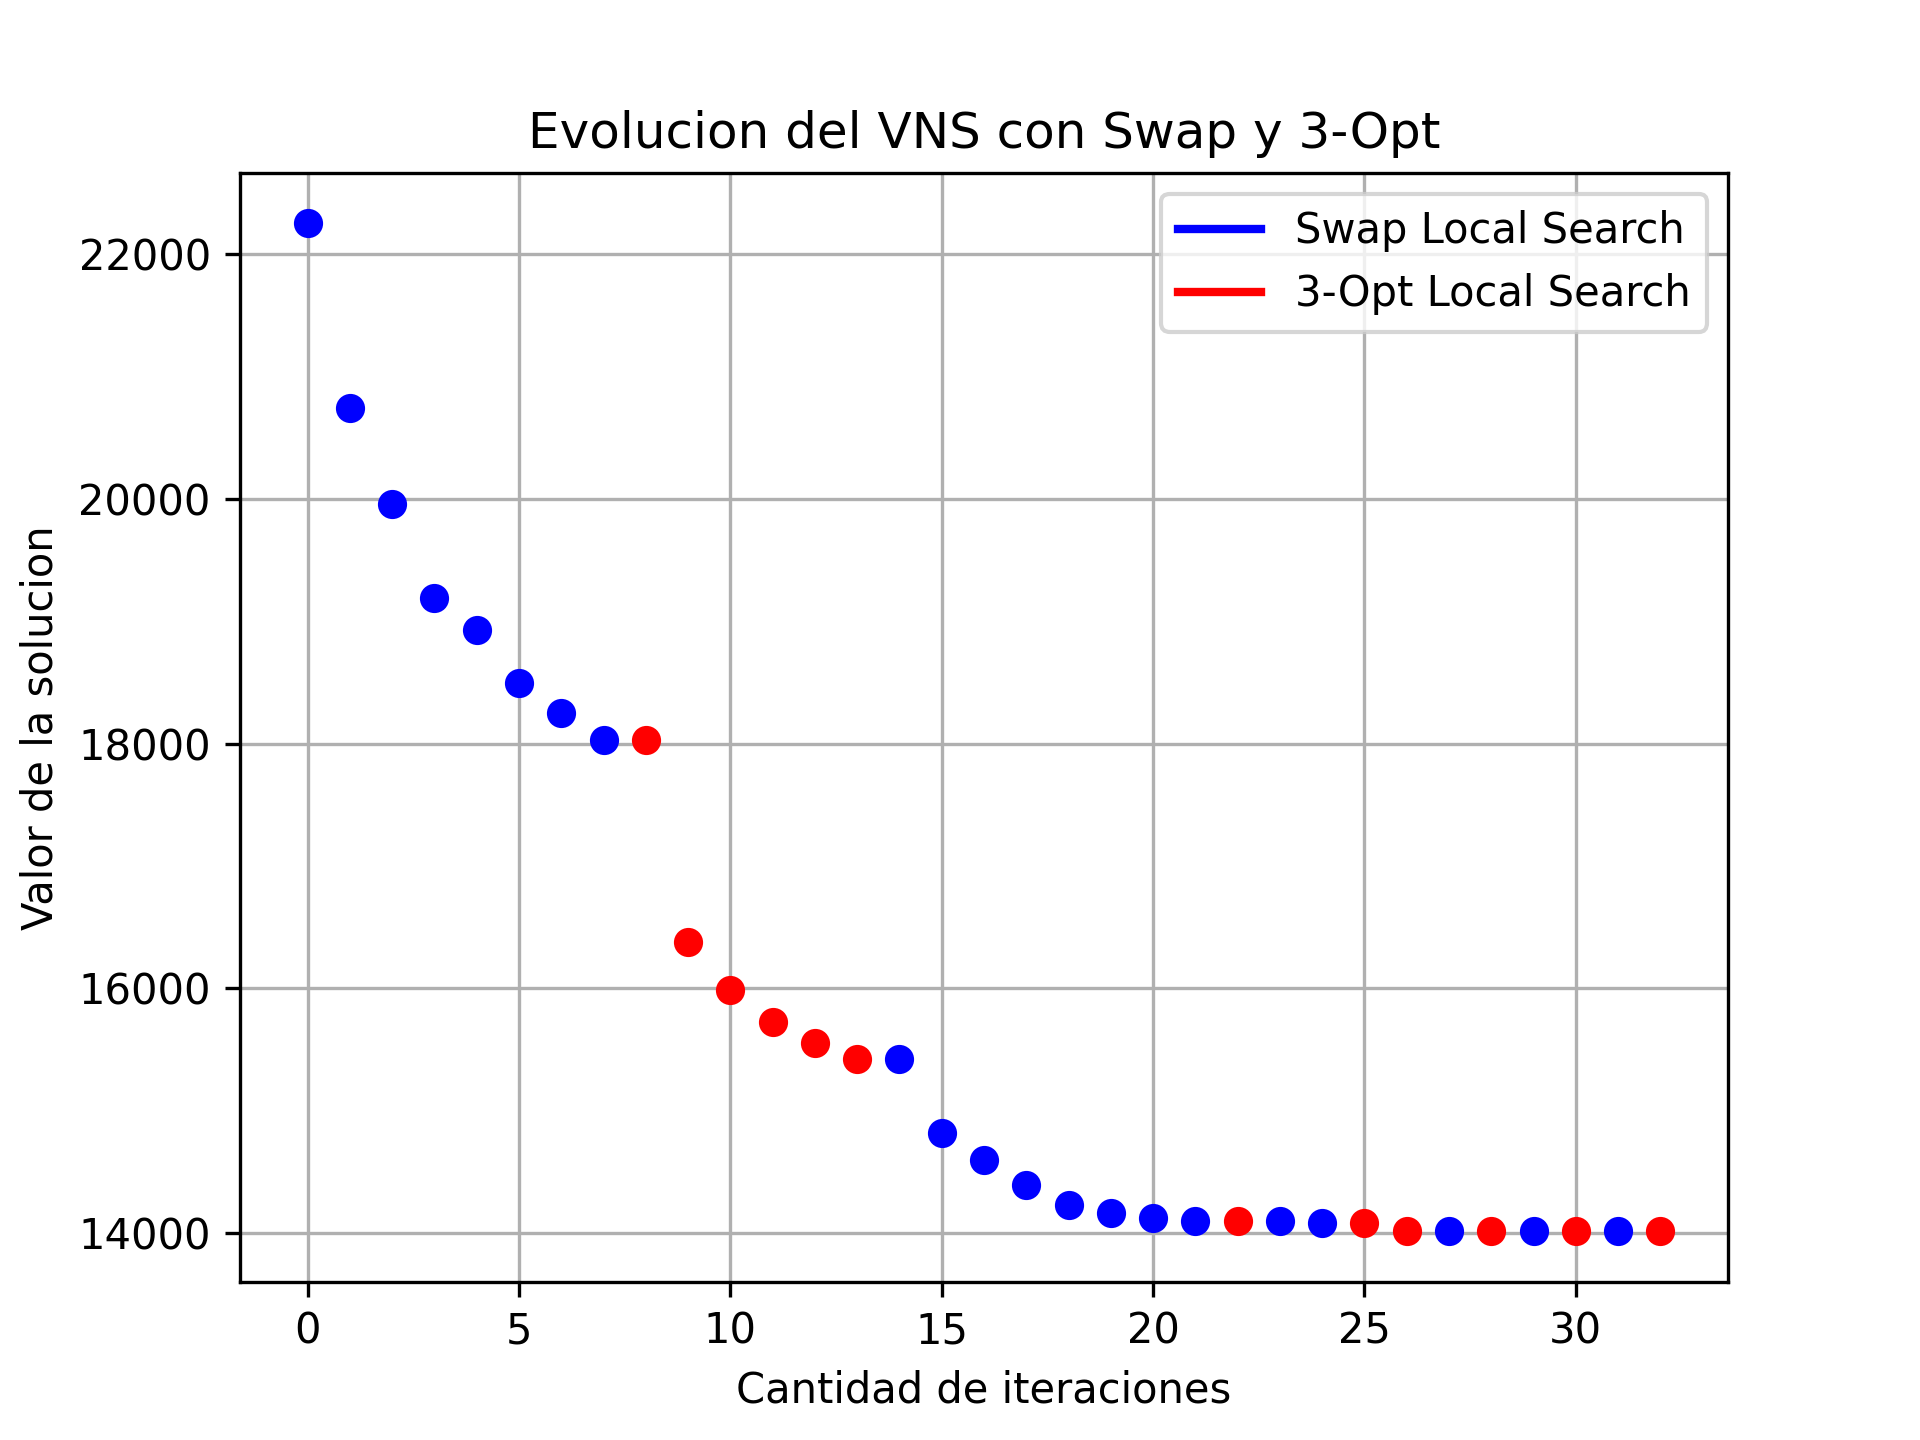 Evolucion del VNS con Swap y 3-Opt
Swap Local Search
3-Opt Local Search
Valor de la solucion
22000
20000
18000
16000
14000
0 5 10 15 20 25 30
Cantidad de iteraciones